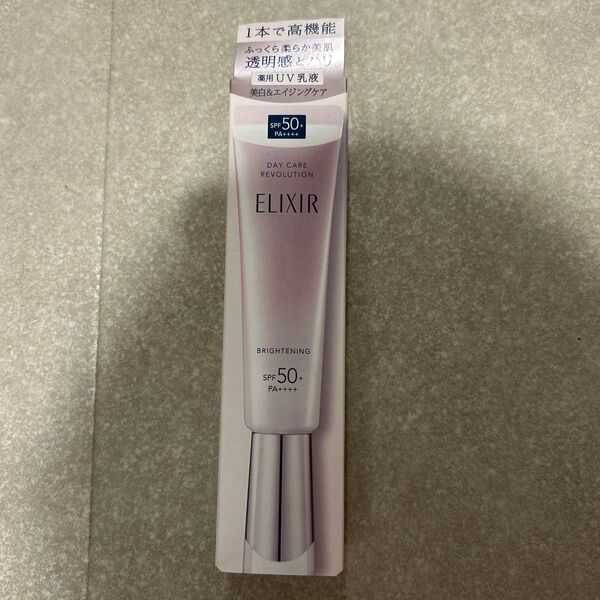 1本で高機能
ふっくら柔らか美肌
透明感とハリ
薬用UV乳液
美白&エイジングケア
SPF50+
PA++++
DAY CARE
REVOLUTION
ELIXIR
BRIGHTENING
SPF50+
PA++++